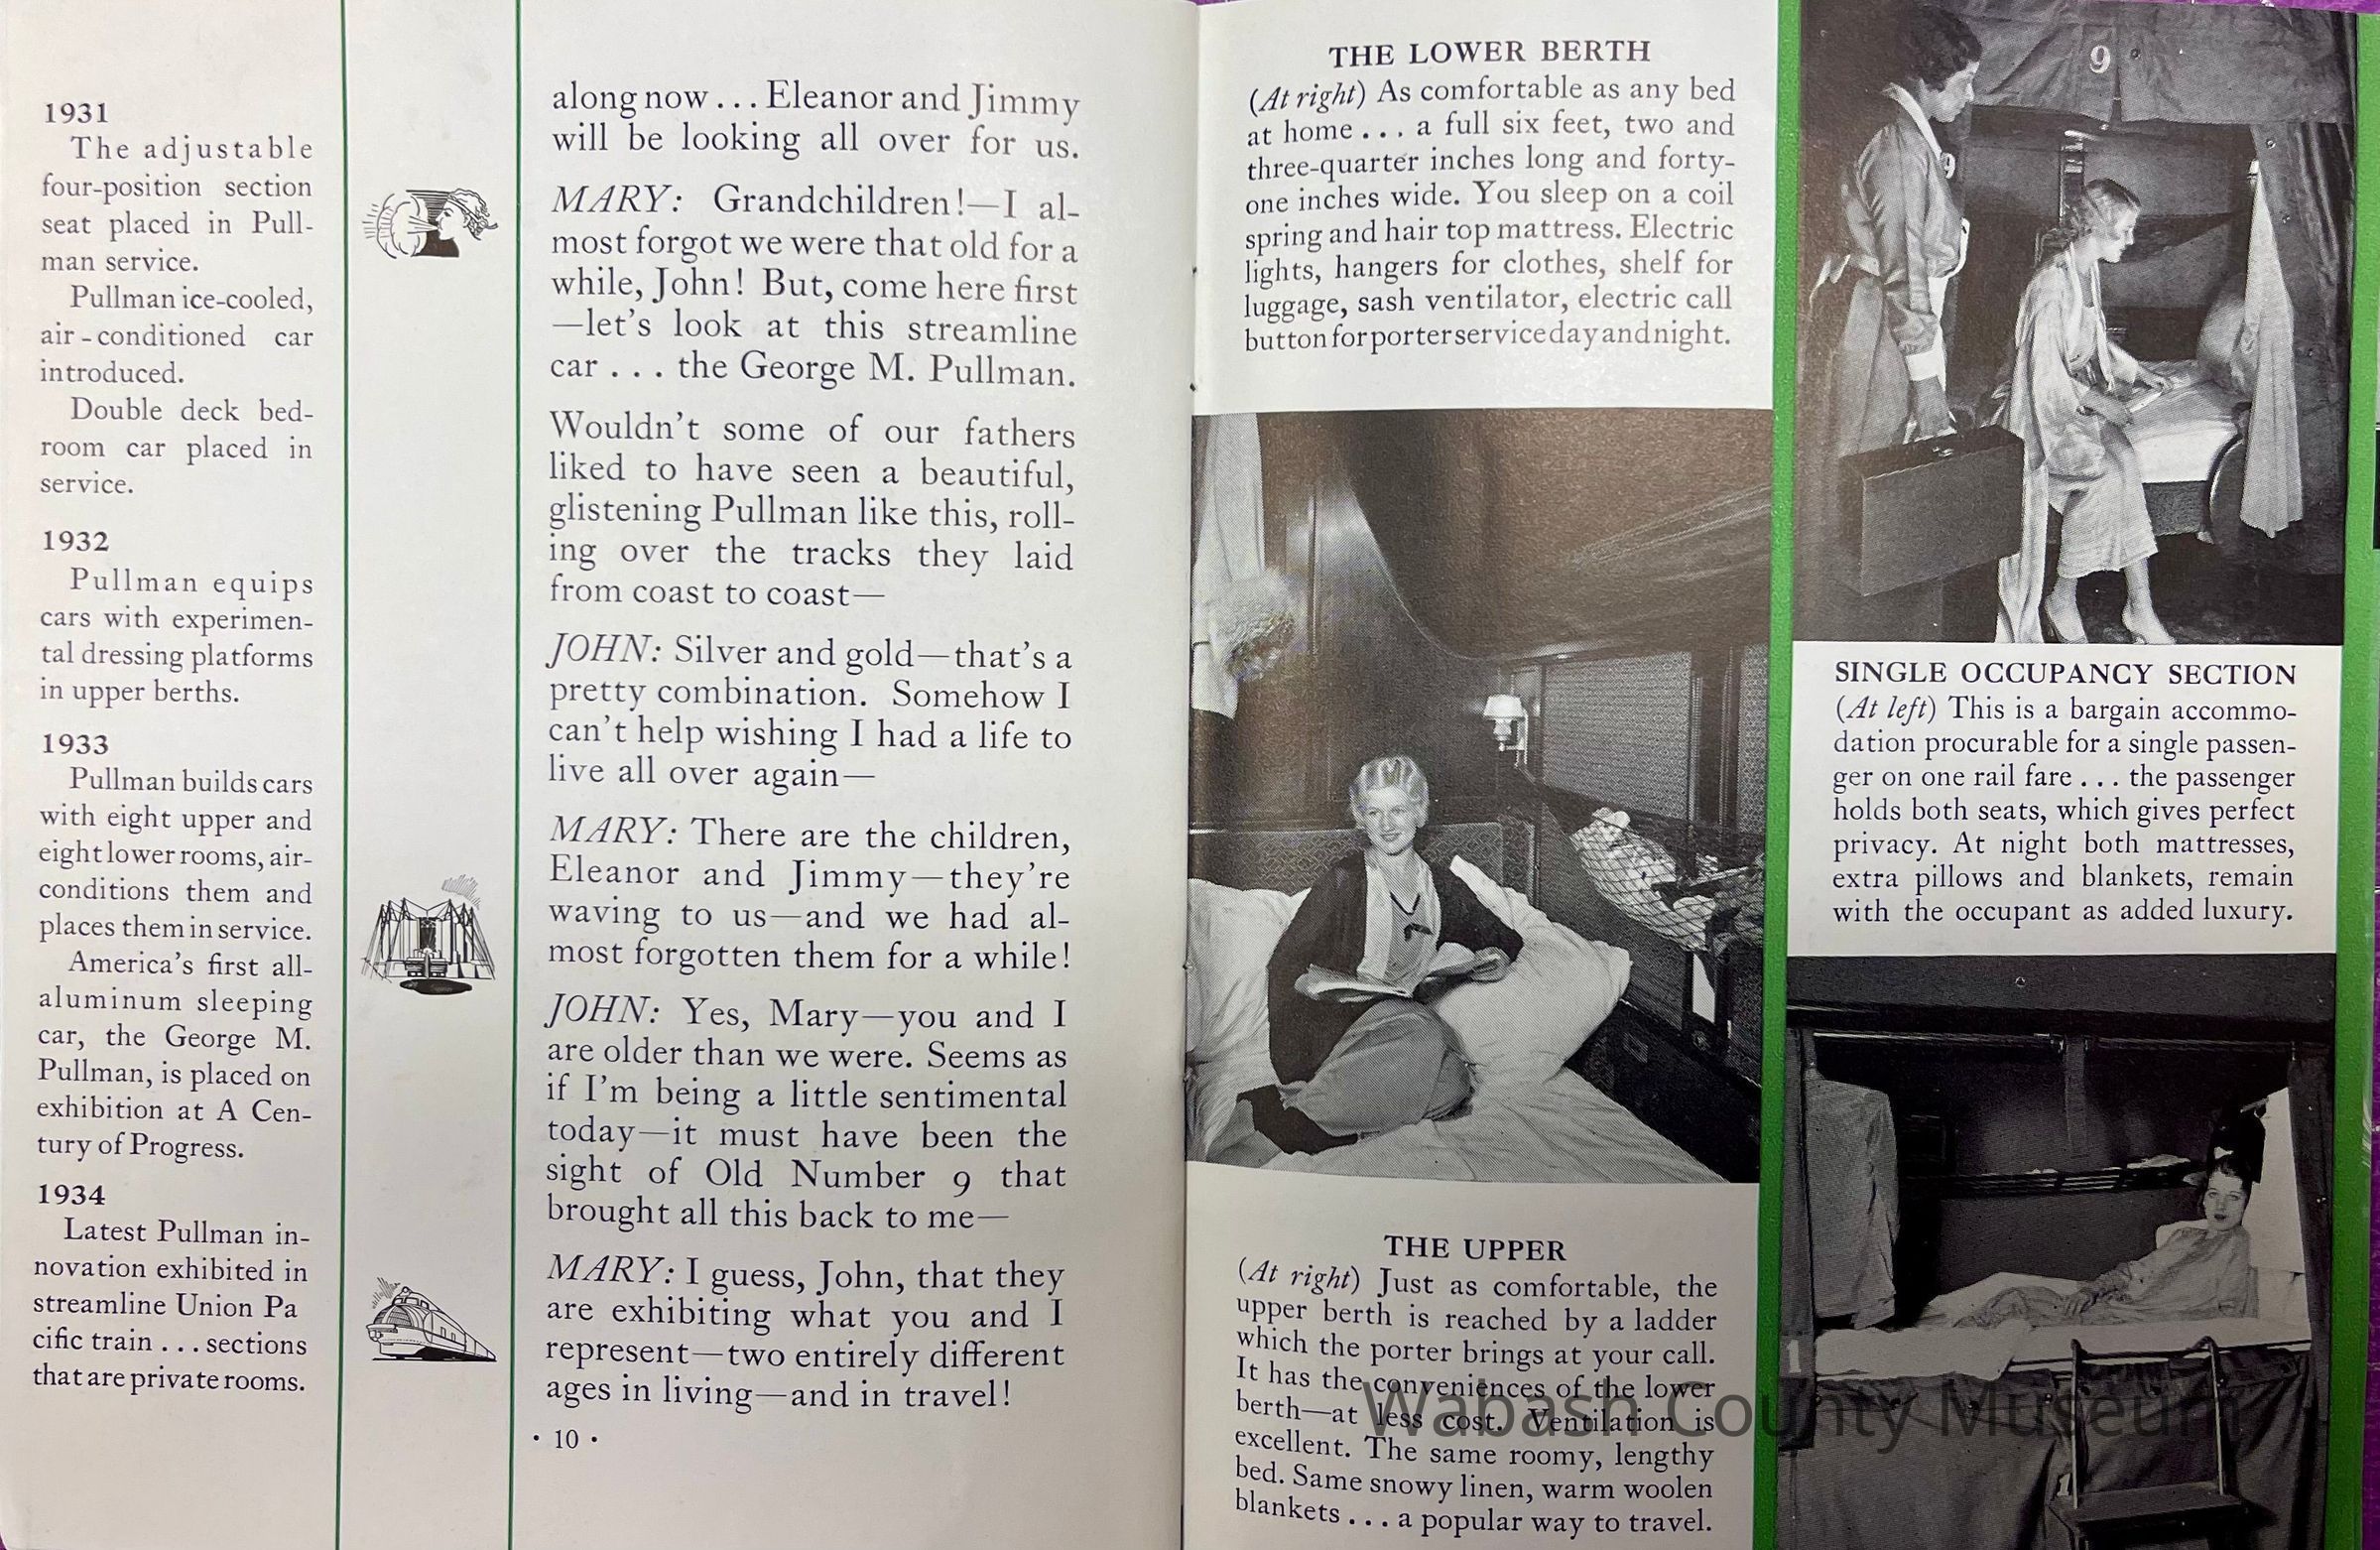 1931
The adjustable
four-position section
seat placed in Pull-
man service.
Pullman ice-cooled,
air-conditioned car
introduced.
Double deck bed-
room car placed in
service.
1932
Pullman equips
cars with experimen-
tal dressing platforms
in upper berths.
1933
Pullman builds cars
with eight upper and
eight lower rooms, air-
conditions them and
places them in service.
America's first all-
aluminum sleeping
car, the George M.
Pullman, is placed on
exhibition at A Cen-
tury of Progress.
1934
Latest Pullman in-
novation exhibited in
streamline Union Pa
cific train . . . sections
that are private rooms.
along now . . . Eleanor and Jimmy
will be looking all over for us.
MARY: Grandchildren!—I al-
most forgot we were that old for a
while, John! But, come here first
—let's look at this streamline
car . . . the George M. Pullman.
Wouldn't some of our fathers
liked to have seen a beautiful,
glistening Pullman like this, roll-
ing over the tracks they laid
from coast to coast—
JOHN: Silver and gold—that's a
pretty combination. Somehow I
can't help wishing I had a life to
live all over again—
MARY: There are the children,
Eleanor and Jimmy—they're
waving to us—and we had al-
most forgotten them for a while!
JOHN: Yes, Mary—you and I
are older than we were. Seems as
if I'm being a little sentimental
today—it must have been the
sight of Old Number 9 that
brought all this back to me—
MARY: I guess, John, that they
are exhibiting what you and I
represent—two entirely different
ages in living—and in travel!
· 10 ·
THE LOWER BERTH
(At right) As comfortable as any bed
at home . . . a full six feet, two and
three-quarter inches long and forty-
one inches wide. You sleep on a coil
spring and hair top mattress. Electric
lights, hangers for clothes, shelf for
luggage, sash ventilator, electric call
button for porter service day and night.
THE UPPER
(At right) Just as comfortable, the
upper berth is reached by a ladder
which the porter brings at your call.
It has the conveniences of the lower
berth—at less cost. Ventilation is
excellent. The same roomy, lengthy
bed. Same snowy linen, warm woolen
blankets . . . a popular way to travel.
9
9
SINGLE OCCUPANCY SECTION
(At left) This is a bargain accommo-
dation procurable for a single passen-
ger on one rail fare . . . the passenger
holds both seats, which gives perfect
privacy. At night both mattresses,
extra pillows and blankets, remain
with the occupant as added luxury.
1
Wabash County Museum